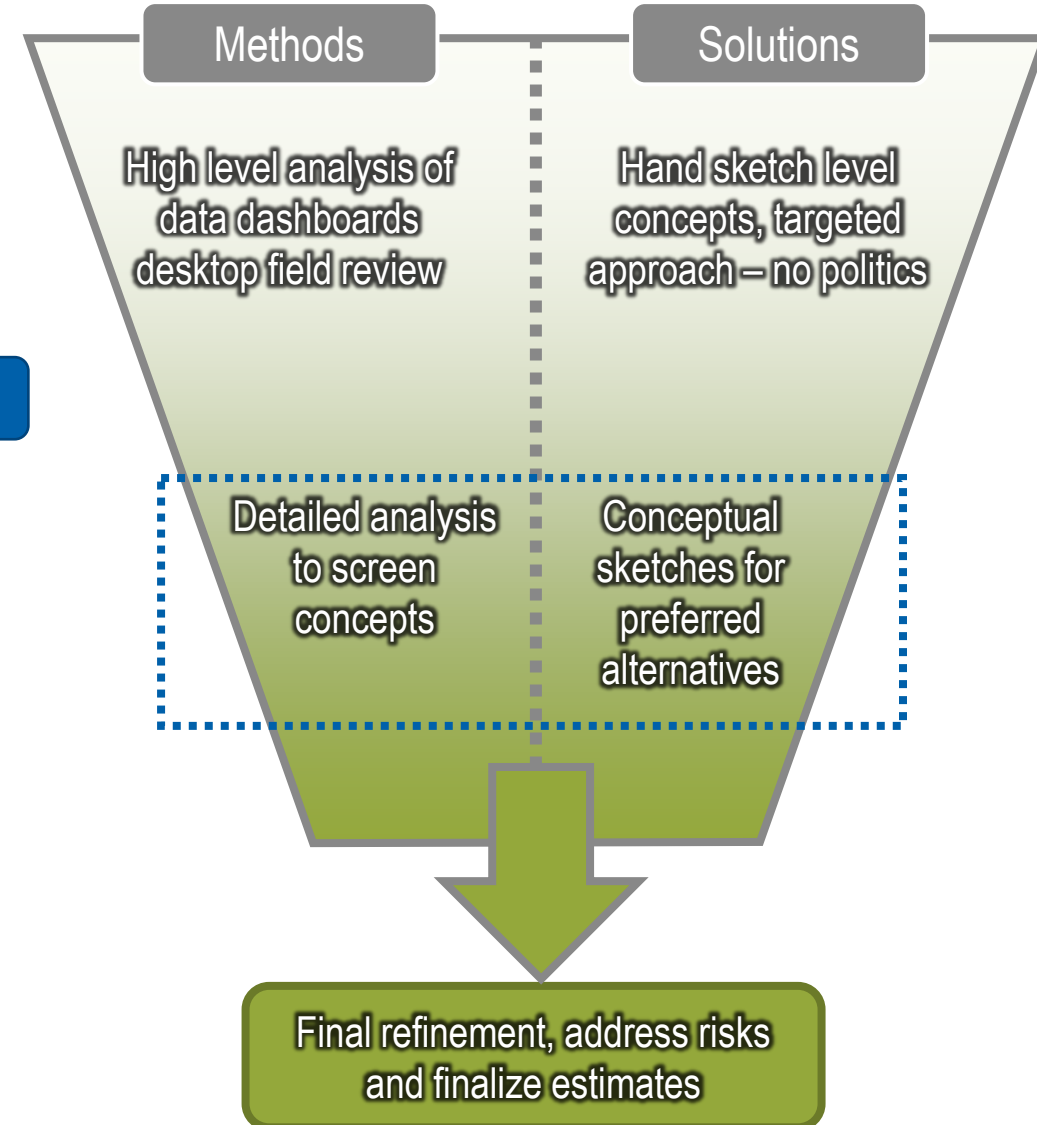 Methods
Solutions
High level analysis of
data dashboards
desktop field review
Hand sketch level
concepts, targeted
approach – no politics
Detailed analysis
to screen
concepts
Conceptual
sketches for
preferred
alternatives
Final refinement, address risks
and finalize estimates